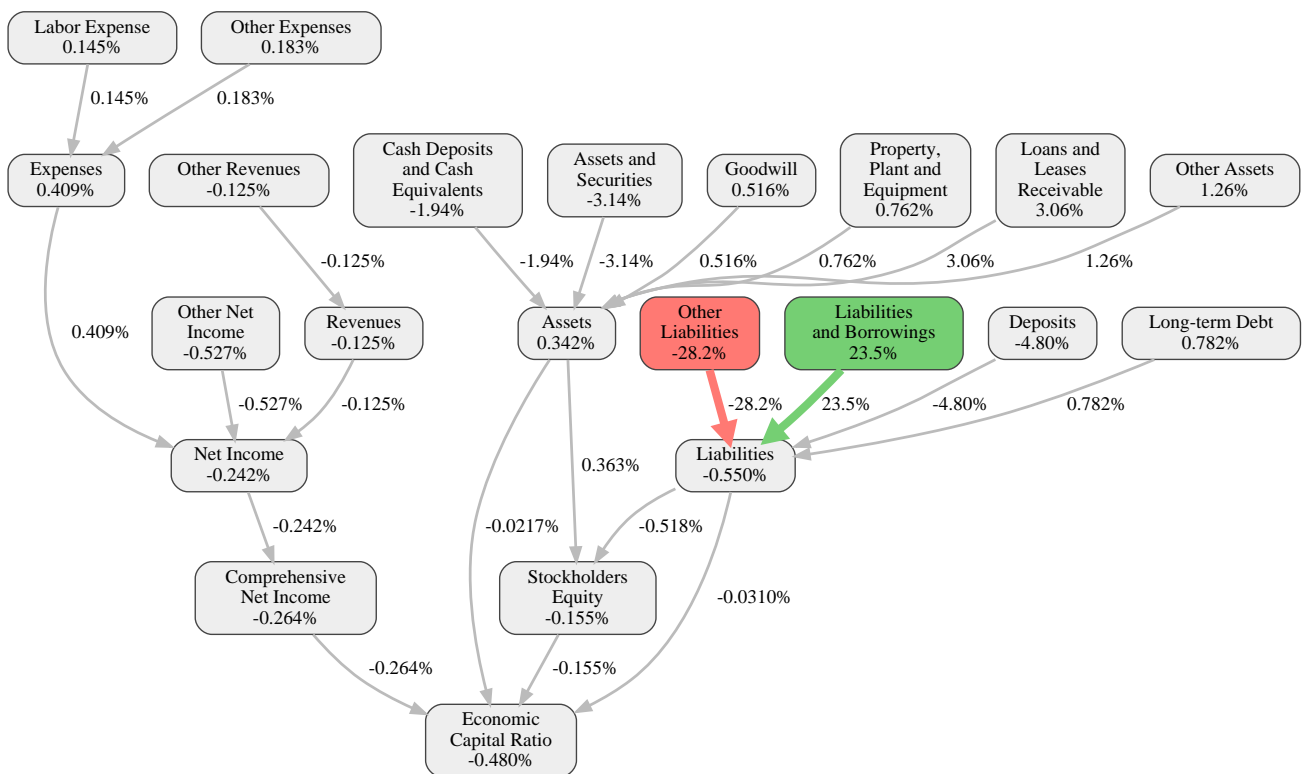 Labor Expense
0.145%
Other Expenses
0.183%
0.145%
0.183%
Expenses
0.409%
Other Revenues
-0.125%
Cash Deposits
and Cash
Equivalents
-1.94%
Assets and
Securities
-3.14%
Goodwill
0.516%
Property,
Plant and
Equipment
0.762%
Loans and
Leases
Receivable
3.06%
Other Assets
1.26%
-0.125%
-1.94%
-3.14%
0.516%
0.762%
3.06%
1.26%
0.409%
Other Net
Income
-0.527%
Revenues
-0.125%
Assets
0.342%
Other
Liabilities
-28.2%
Liabilities
and Borrowings
23.5%
Deposits
-4.80%
Long-term Debt
0.782%
-0.527%
-0.125%
-28.2%
23.5%
-4.80%
0.782%
Net Income
-0.242%
0.363%
Liabilities
-0.550%
-0.242%
-0.0217%
-0.518%
Comprehensive
Net Income
-0.264%
Stockholders
Equity
-0.155%
-0.0310%
-0.264%
-0.155%
Economic
Capital Ratio
-0.480%